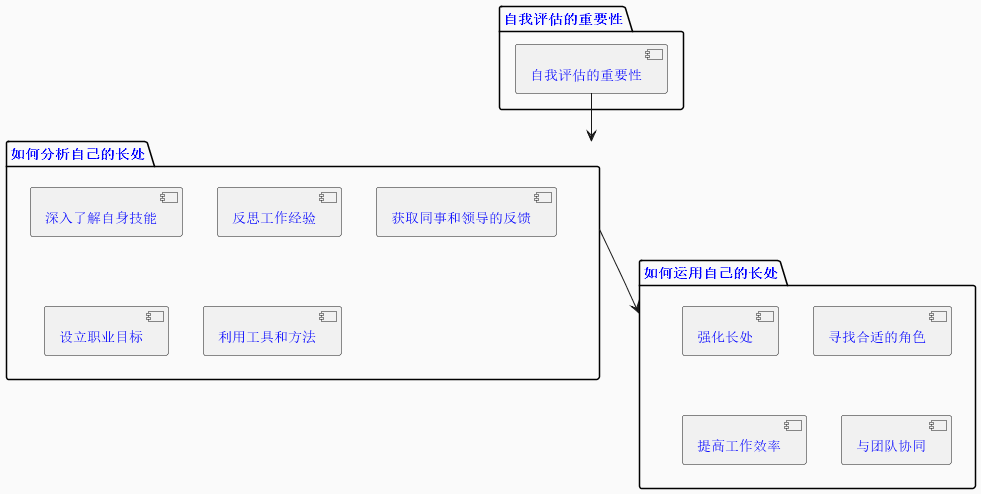 自我评估的重要性
自我评估的重要性
如何分析自己的长处
深入了解自身技能
反思工作经验
获取同事和领导的反馈
设立职业目标
利用工具和方法
如何运用自己的长处
强化长处
寻找合适的角色
提高工作效率
与团队协同